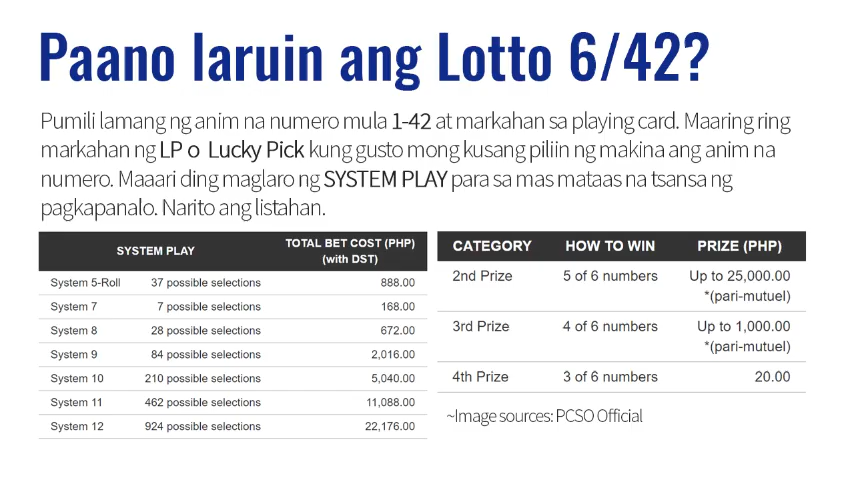 Paano laruin ang Lotto 6/42?
Pumili lamang ng anim na numero mula 1-42 at markahan sa playing card. Maaring ring
markahan ng LP o Lucky Pick kung gusto mong kusang piliin ng makina ang anim na
numero. Maaari ding maglaro ng SYSTEM PLAY para sa mas mataas na tsansa ng
pagkapanalo. Narito ang listahan.
SYSTEM PLAY TOTAL BET COST (PHP)
(with DST)
System 5-Roll 37 possible selections 888.00
System 7 7 possible selections 168.00
System 8 28 possible selections 672.00
System 9 84 possible selections 2,016.00
System 10 210 possible selections 5,040.00
System 11 462 possible selections 11,088.00
System 12 924 possible selections 22,176.00
CATEGORY HOW TO WIN PRIZE (PHP)
2nd Prize 5 of 6 numbers Up to 25,000.00
*(pari-mutuel)
3rd Prize 4 of 6 numbers Up to 1,000.00
*(pari-mutuel)
4th Prize 3 of 6 numbers 20.00
~Image sources: PCSO Official